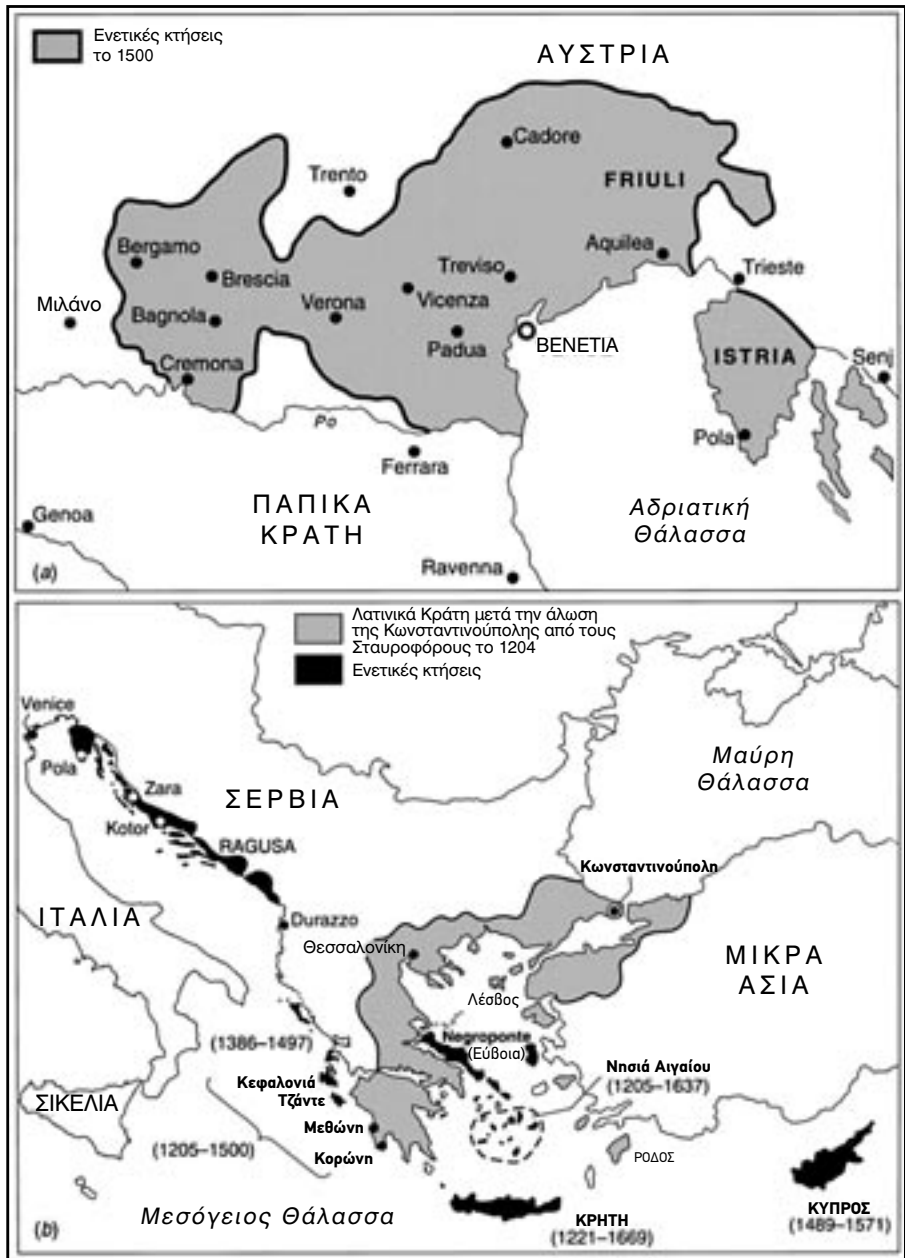 Ενετικές κτήσεις
το 1500
ΑΥΣΤΡΙΑ
Cadore
Trento
FRIULI
Bergamo
Brescia
Treviso
Aquilea
Trieste
Μιλάνο
Bagnola
Verona
Vicenza
Padua
ΒΕΝΕΤΙΑ
Cremona
ISTRIA
Senj
Po
Pola
Ferrara
Genoa
ΠΑΠΙΚΑ
ΚΡΑΤΗ
Αδριατική
Θάλασσα
Ravenna
(a)
Λατινικά Κράτη μετά την άλωση
της Κωνσταντινούπολης από τους
Σταυροφόρους το 1204
Ενετικές κτήσεις
Venice
Pola
Μαύρη
Θάλασσα
Zara
ΣΕΡΒΙΑ
Kotor
RAGUSA
Κωνσταντινούπολη
ΙΤΑΛΙΑ
Durazzo
Θεσσαλονίκη
ΜΙΚΡΑ
ΑΣΙΑ
Λέσβος
Negroponte
(Εύβοια)
(1386–1497)
Νησιά Αιγαίου
(1205–1637)
Κεφαλονιά
Τζάντε
ΣΙΚΕΛΙΑ
Μεθώνη
(1205–1500)
Κορώνη
ΡΟΔΟΣ
Μεσόγειος Θάλασσα
ΚΡΗΤΗ
(1221–1669)
ΚΥΠΡΟΣ
(1489–1571)
(b)